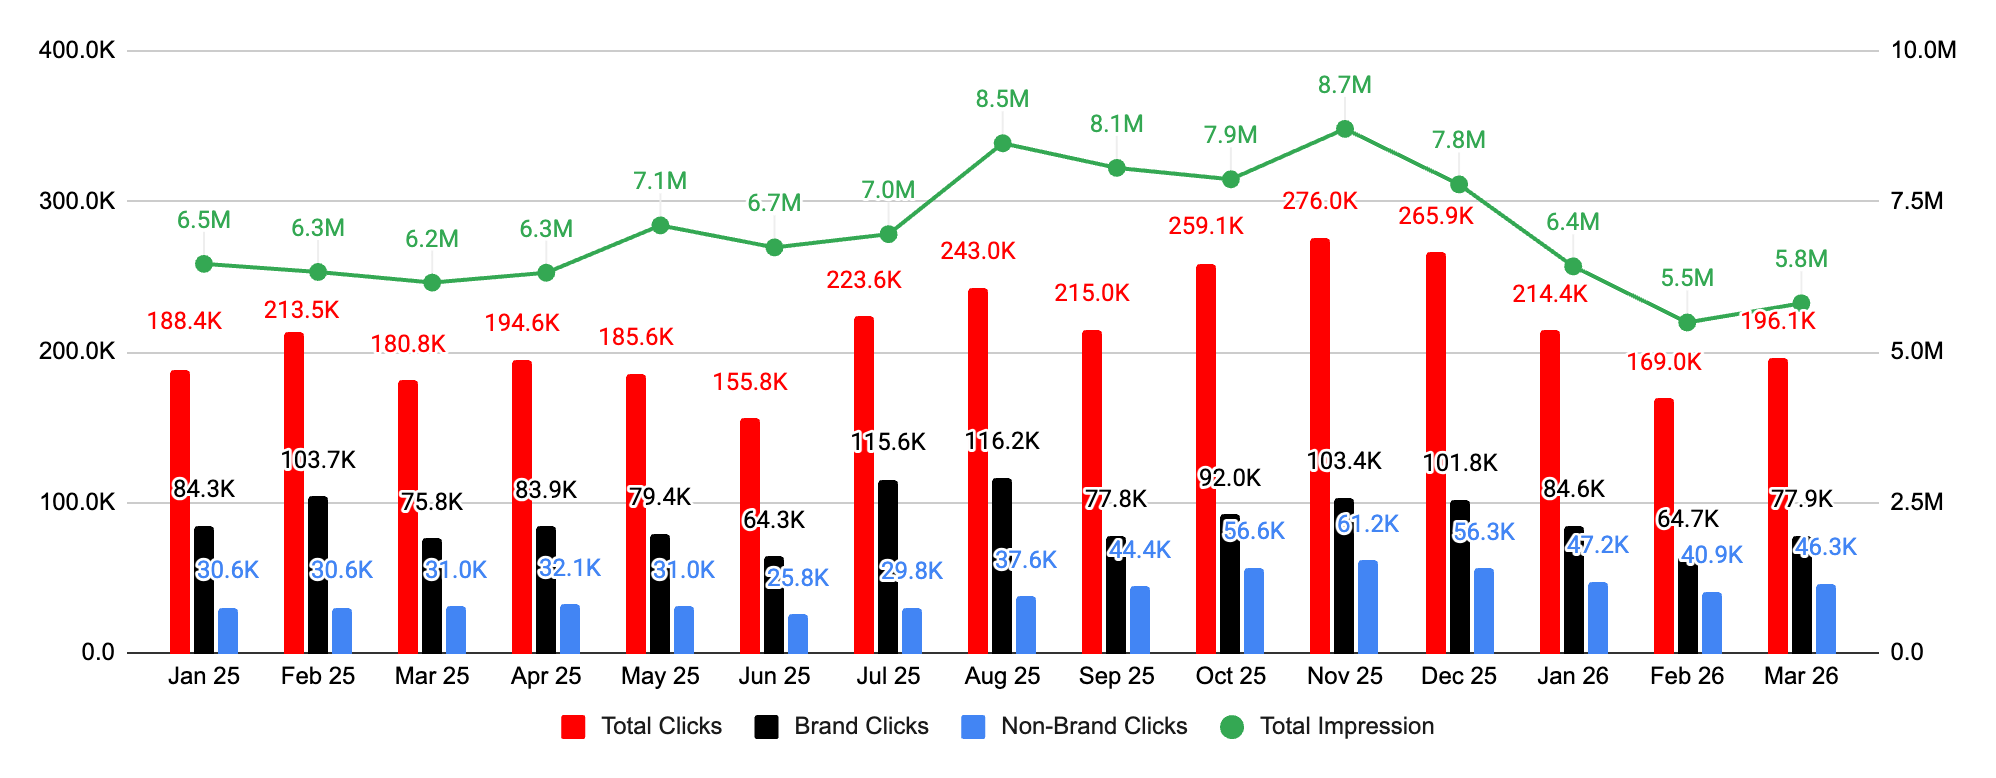 400.0K
10.0M
8.7M
8.5M
8.1M
7.9M
7.8M
7.1M
7.0M
300.0K
6.5M 6.3M 6.2M 6.3M 6.7M 276.0K 265.9K 6.4M 7.5M
259.1K
243.0K
5.8M
223.6K 5.5M
215.0K 214.4K
188.4K 213.5K 180.8K 194.6K 185.6K 196.1K
200.0K 5.0M
155.8K 169.0K
115.6K 116.2K
103.7K 103.4K 101.8K
84.3K 75.8K 83.9K 79.4K 77.8K 92.0K 84.6K 77.9K
100.0K 2.5M
64.3K 64.7K
56.6K 61.2K 56.3K
30.6K 30.6K 31.0K 32.1K 31.0K 25.8K 29.8K 37.6K 44.4K 47.2K 40.9K 46.3K
0.0 0.0
Jan 25 Feb 25 Mar 25 Apr 25 May 25 Jun 25 Jul 25 Aug 25 Sep 25 Oct 25 Nov 25 Dec 25 Jan 26 Feb 26 Mar 26
Total Clicks Brand Clicks Non-Brand Clicks Total Impression